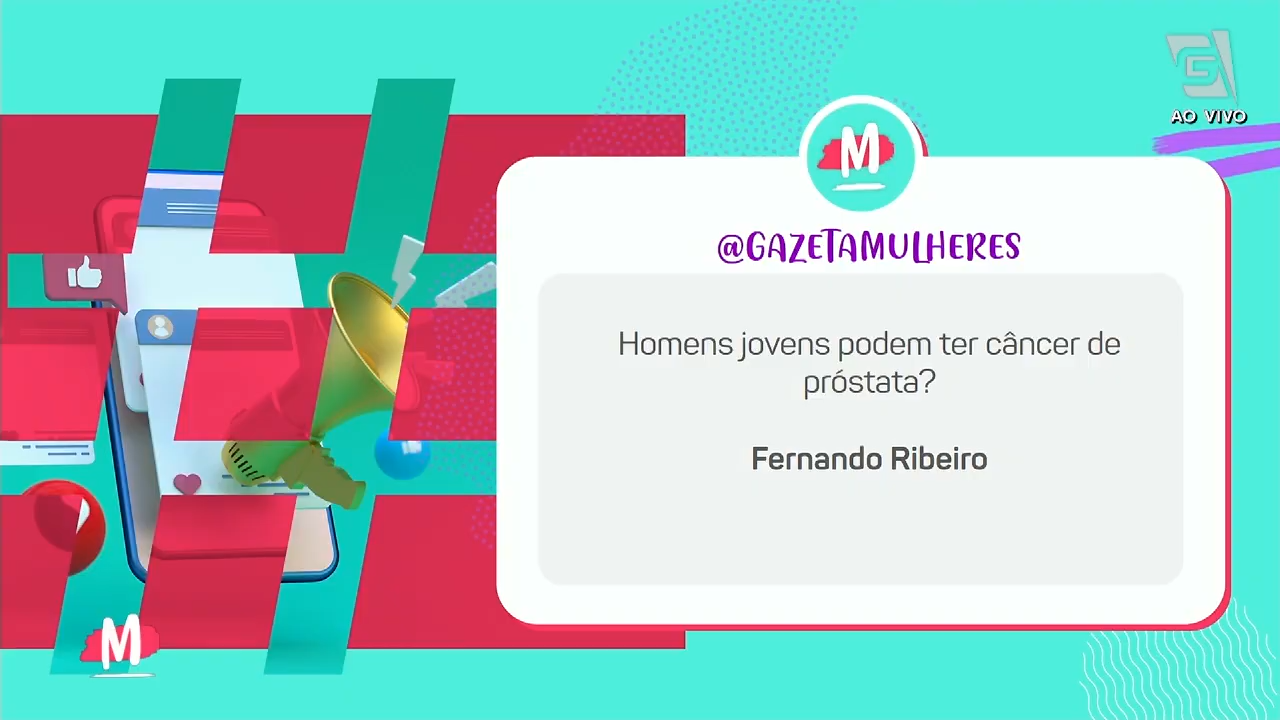 AO VIVO
M
@GAZETAMULHERES
Homens jovens podem ter câncer de
próstata?
Fernando Ribeiro
M